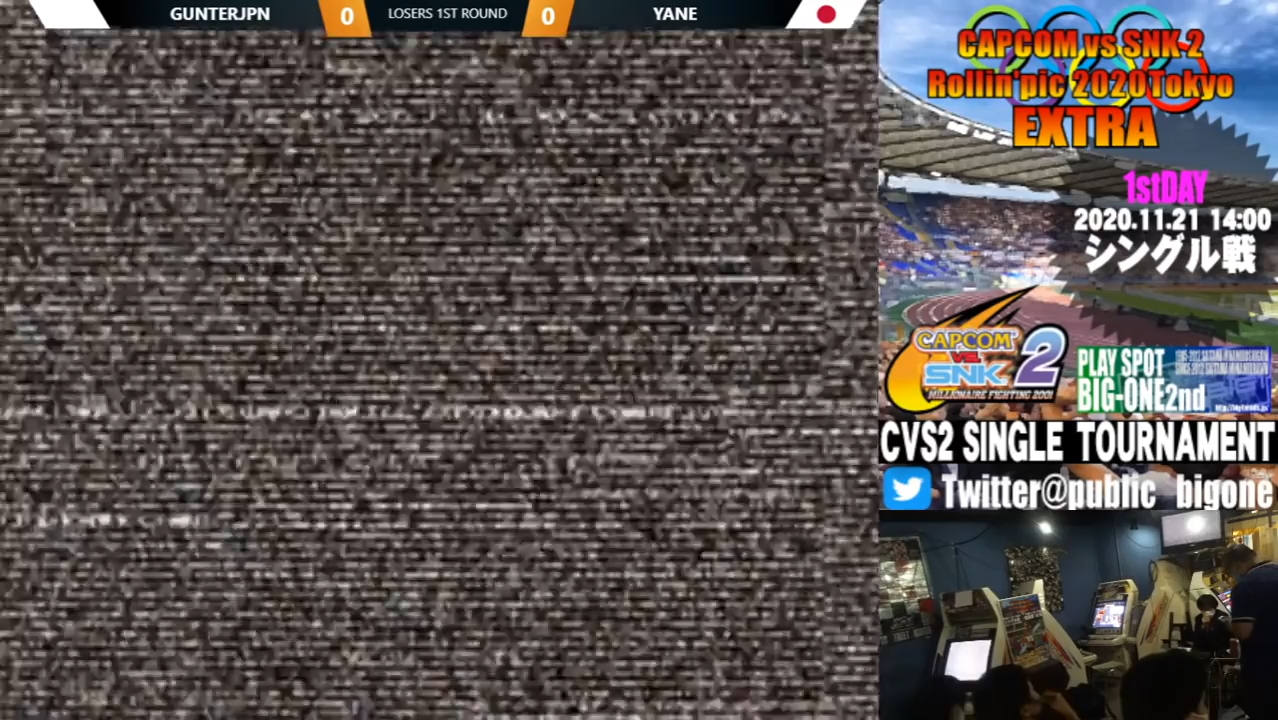 GUNTERJPN 0 LOSERS 1ST ROUND 0 YANE
CAPCOM vs SNK 2
Rollin'pic 2020Tokyo
EXTRA
1stDAY
2020.11.21 14:00
シングル戦
CAPCOM
VS.
SNK 2
MILLIONAIRE FIGHTING 2001
PLAY SPOT
BIG-ONE2nd
CVS2 SINGLE TOURNAMENT
Twitter@public_bigone